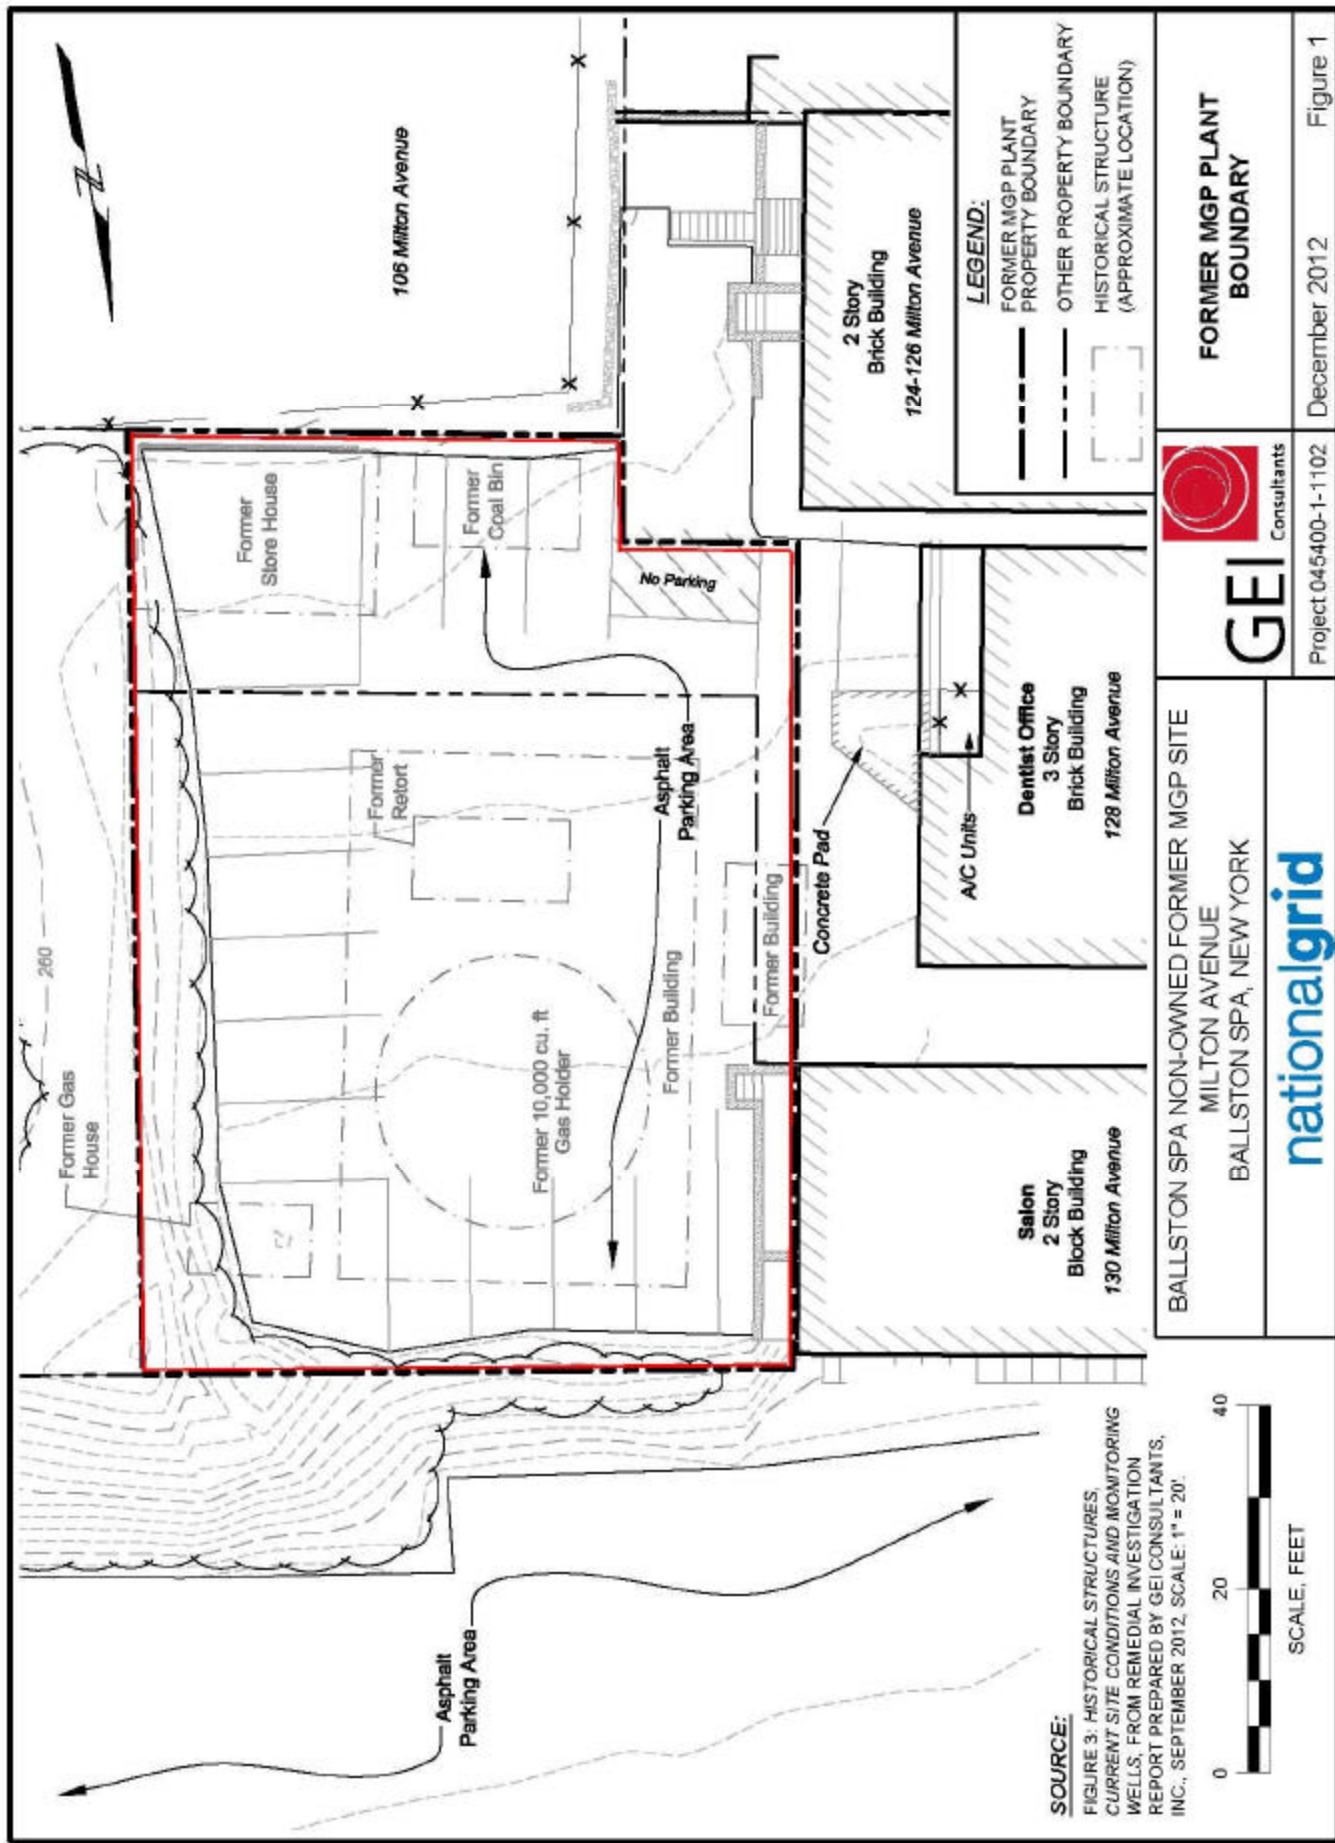 106 Milton Avenue
Former
Store House
Former
Coal Bin
No Parking
260
Former
Retort
Asphalt
Parking Area
Former Gas
House
Former 10,000 cu. ft
Gas Holder
Former Building
Former Building
Concrete Pad
A/C Units
2 Story
Brick Building
124-126 Milton Avenue
Dentist Office
3 Story
Brick Building
128 Milton Avenue
Salon
2 Story
Block Building
130 Milton Avenue
Asphalt
Parking Area
LEGEND:
FORMER MGP PLANT
PROPERTY BOUNDARY
OTHER PROPERTY BOUNDARY
HISTORICAL STRUCTURE
(APPROXIMATE LOCATION)
SOURCE:
FIGURE 3: HISTORICAL STRUCTURES,
CURRENT SITE CONDITIONS AND MONITORING
WELLS, FROM REMEDIAL INVESTIGATION
REPORT PREPARED BY GEI CONSULTANTS,
INC., SEPTEMBER 2012, SCALE: 1" = 20'.
0 20 40
SCALE, FEET
BALLSTON SPA NON-OWNED FORMER MGP SITE
MILTON AVENUE
BALLSTON SPA, NEW YORK
nationalgrid
GEI Consultants
Project 045400-1-1102
FORMER MGP PLANT
BOUNDARY
December 2012
Figure 1